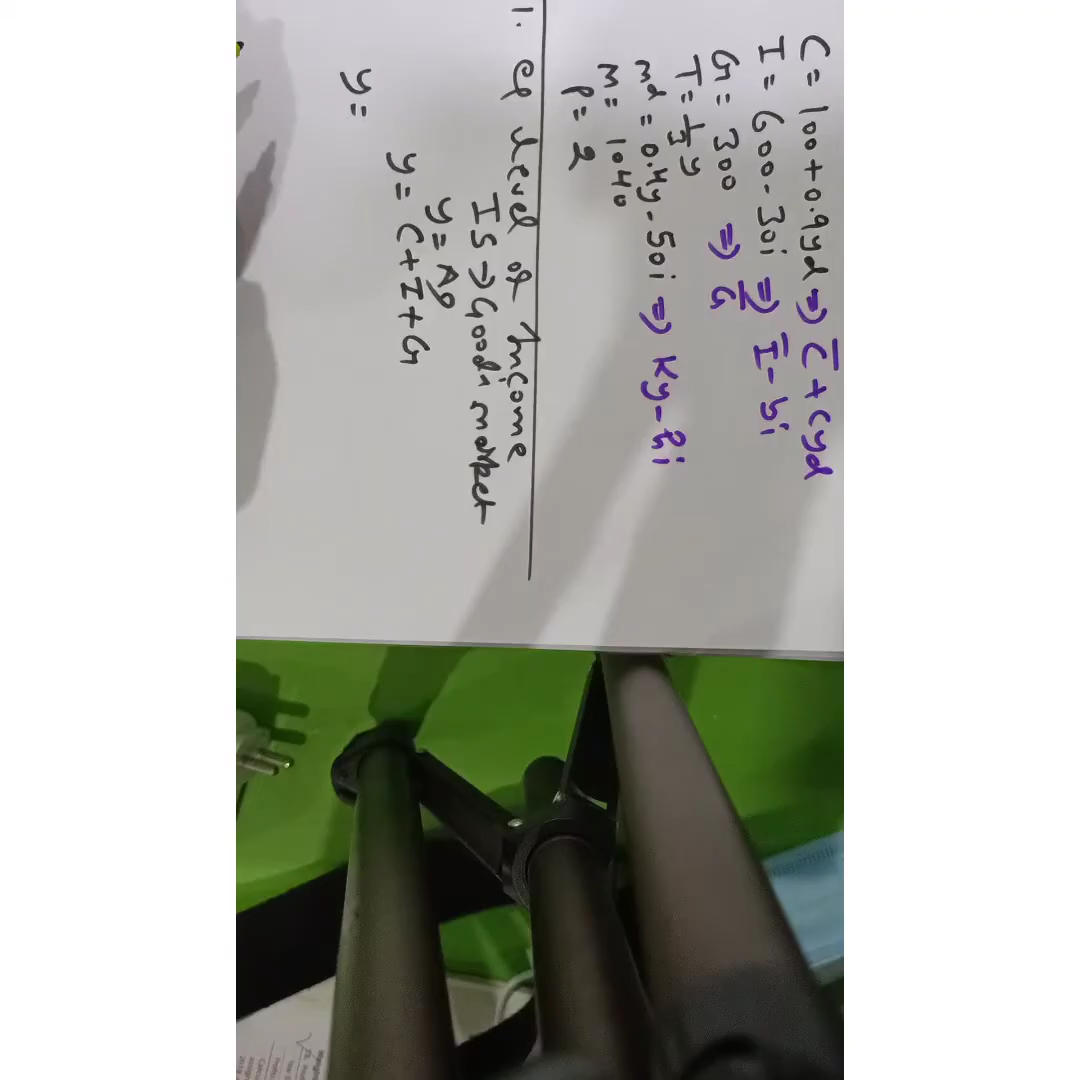 C = 100 + 0.9yd ⇒ C̅ + cyd
I = 600 - 30i ⇒ I̅ - bi
G = 300 ⇒ G̅
T = 1/3 y
md = 0.4y - 50i ⇒ Ky - hi
M = 1040
P = 2
1. eq level of Income
IS → Goods market
y = AD
y = C + I + G
y =